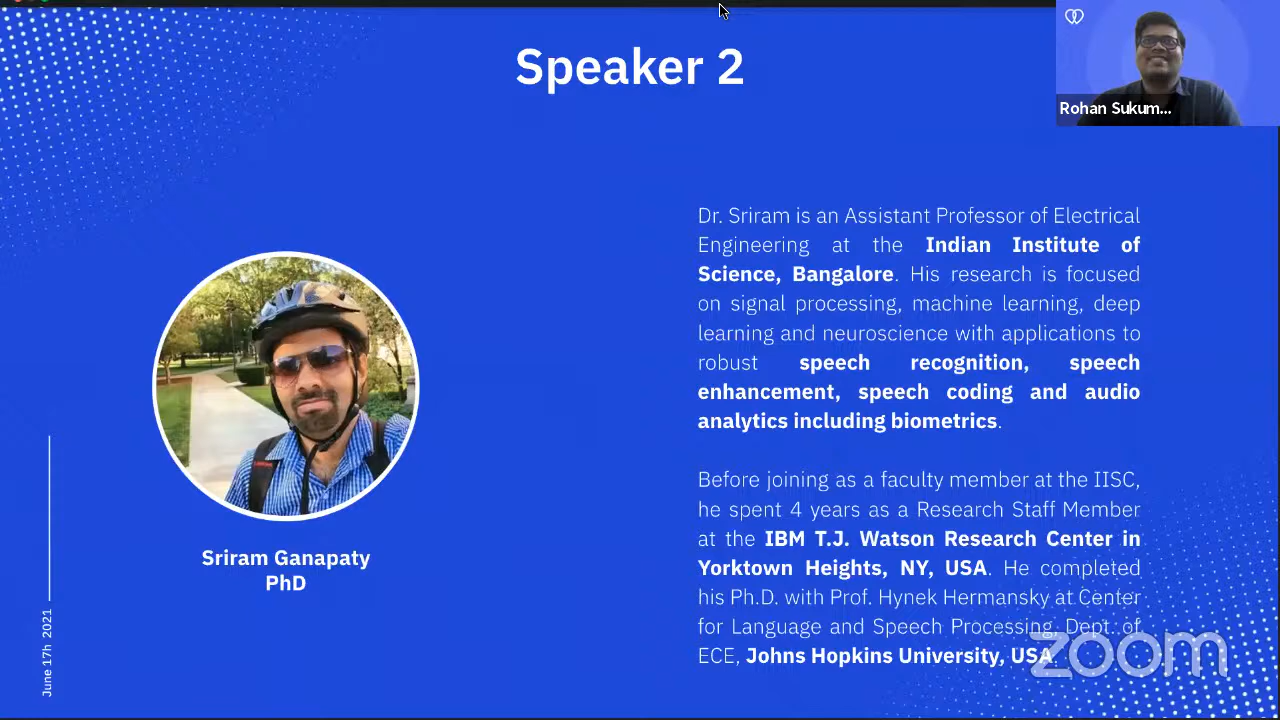 Speaker 2
Rohan Sukum...
Dr. Sriram is an Assistant Professor of Electrical
Engineering at the Indian Institute of
Science, Bangalore. His research is focused
on signal processing, machine learning, deep
learning and neuroscience with applications to
robust speech recognition, speech
enhancement, speech coding and audio
analytics including biometrics.
Before joining as a faculty member at the IISC,
he spent 4 years as a Research Staff Member
at the IBM T.J. Watson Research Center in
Yorktown Heights, NY, USA. He completed
his Ph.D. with Prof. Hynek Hermansky at Center
for Language and Speech Processing, Dept. of
ECE, Johns Hopkins University, USA.
Sriram Ganapaty
PhD
June 17h 2021
zoom